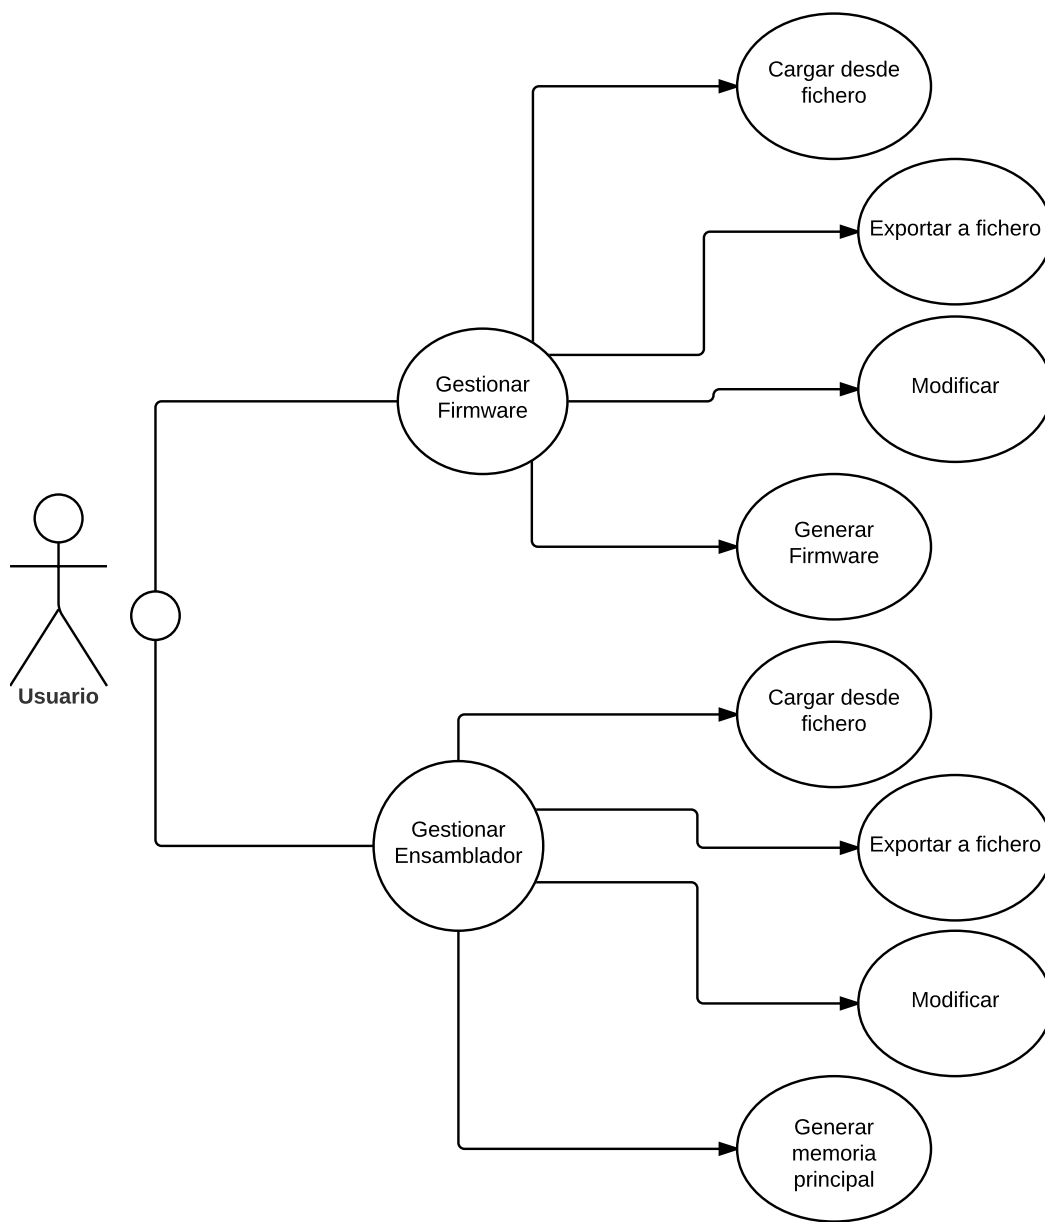 Cargar desde
fichero
Exportar a fichero
Gestionar
Firmware
Modificar
Generar
Firmware
Usuario
Cargar desde
fichero
Gestionar
Ensamblador
Exportar a fichero
Modificar
Generar
memoria
principal